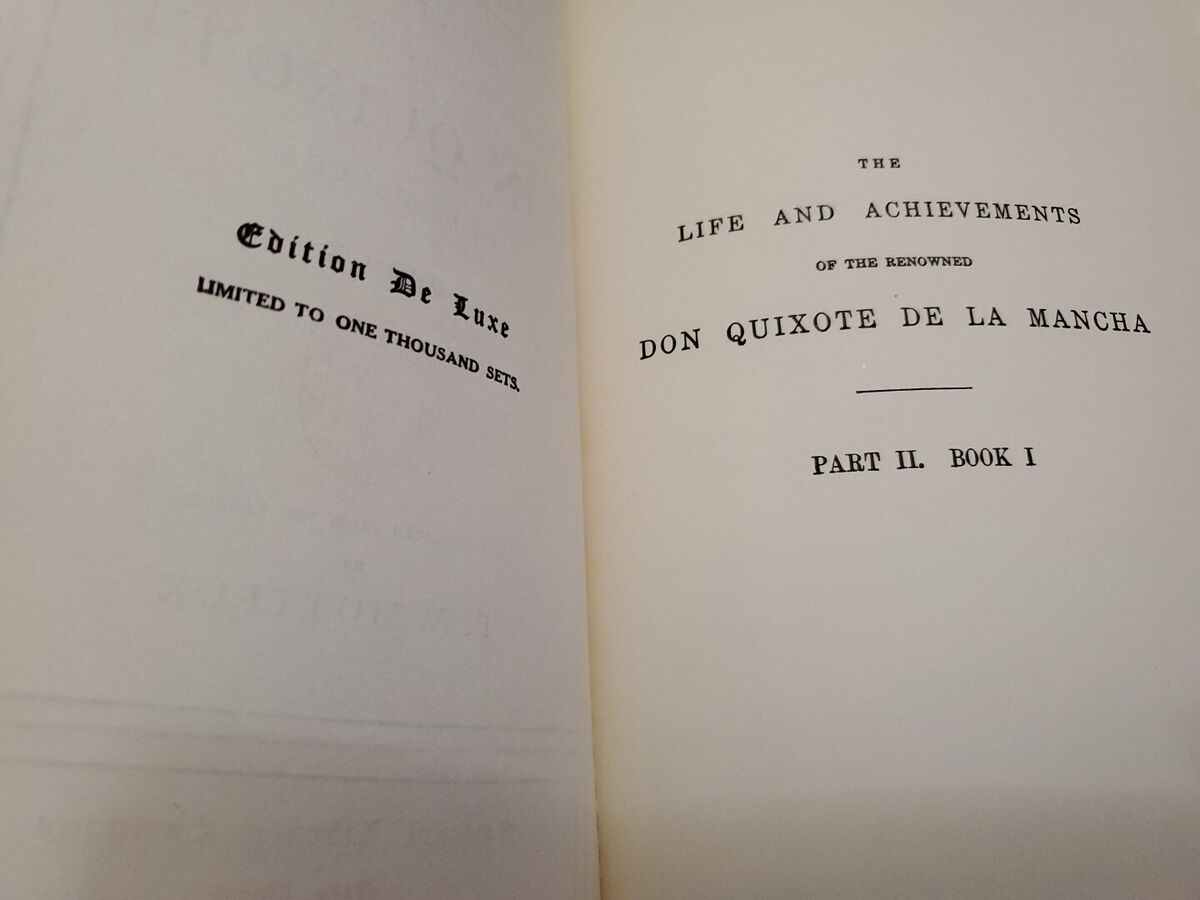 Edition De Luxe
LIMITED TO ONE THOUSAND SETS.
THE
LIFE AND ACHIEVEMENTS
OF THE RENOWNED
DON QUIXOTE DE LA MANCHA
PART II. BOOK I